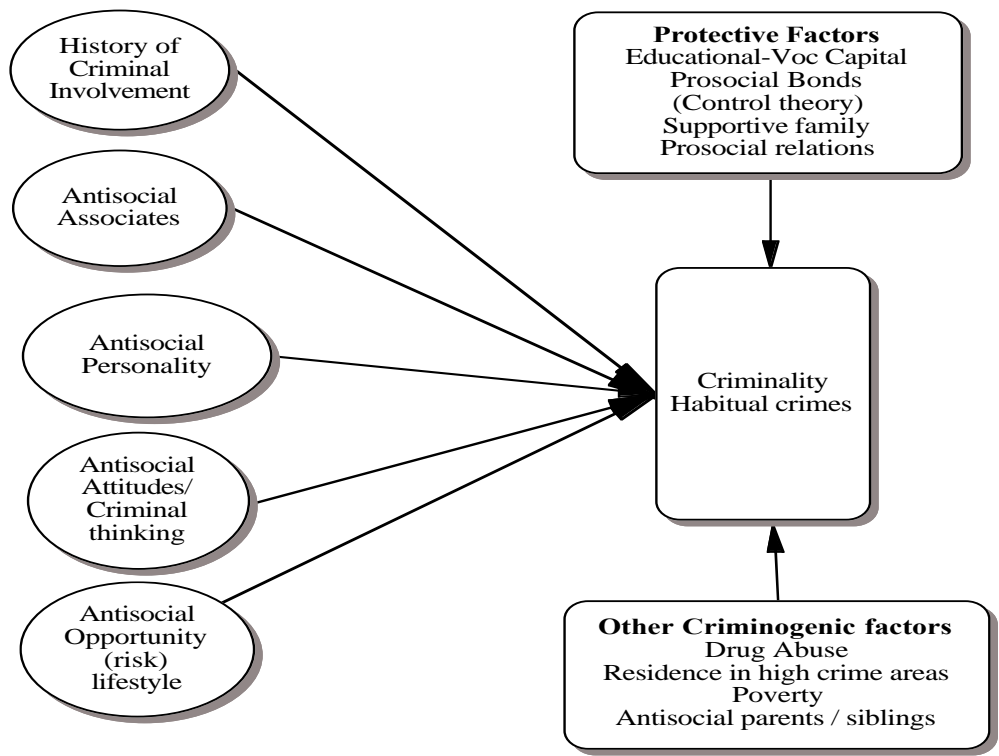 History of
Criminal
Involvement
Antisocial
Associates
Antisocial
Personality
Antisocial
Attitudes/
Criminal
thinking
Antisocial
Opportunity
(risk)
lifestyle
Protective Factors
Educational-Voc Capital
Prosocial Bonds
(Control theory)
Supportive family
Prosocial relations
Criminality
Habitual crimes
Other Criminogenic factors
Drug Abuse
Residence in high crime areas
Poverty
Antisocial parents / siblings